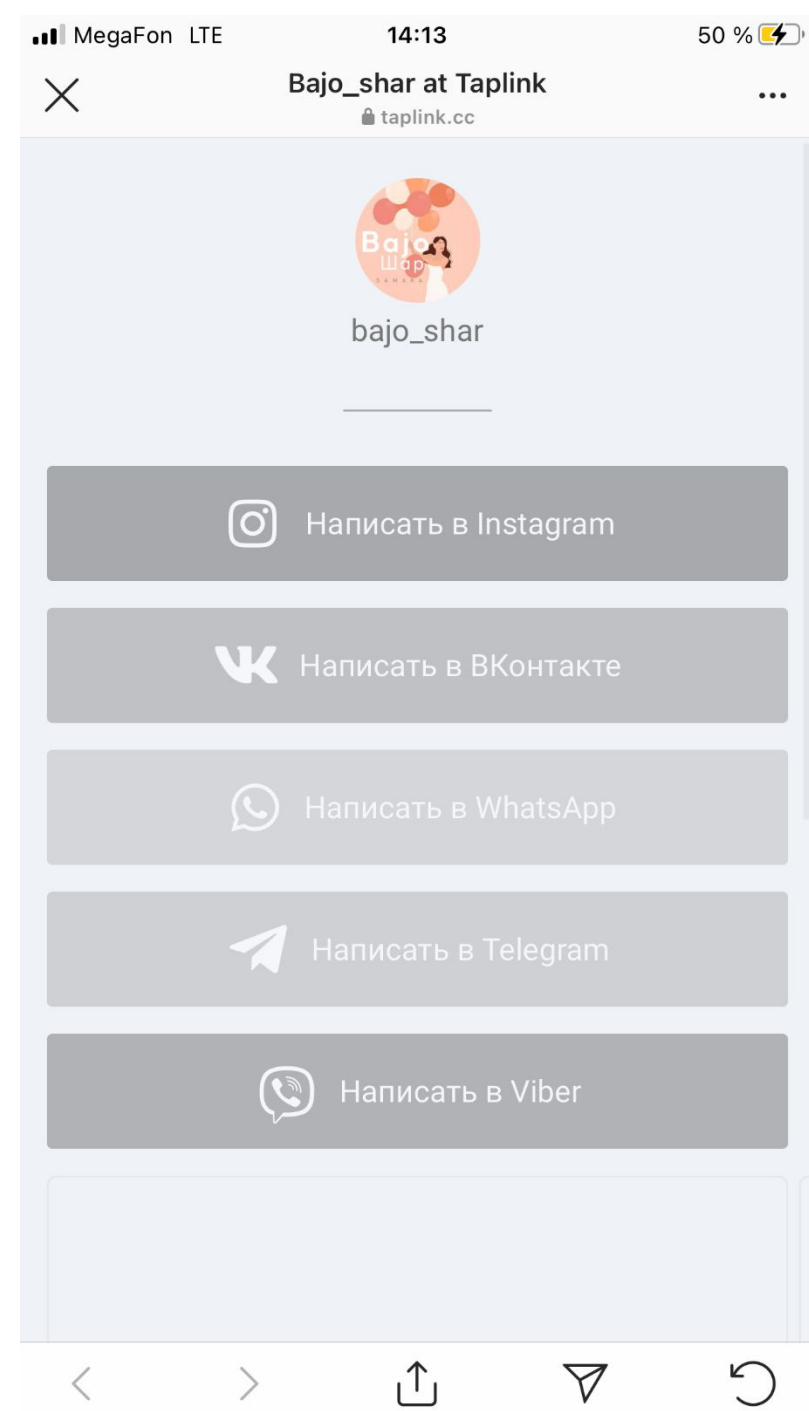 MegaFon LTE 14:13 50 %
Bajo_shar at Taplink
taplink.cc
Bajo
Шар
SAMARA
bajo_shar
Написать в Instagram
Написать в ВКонтакте
Написать в WhatsApp
Написать в Telegram
Написать в Viber